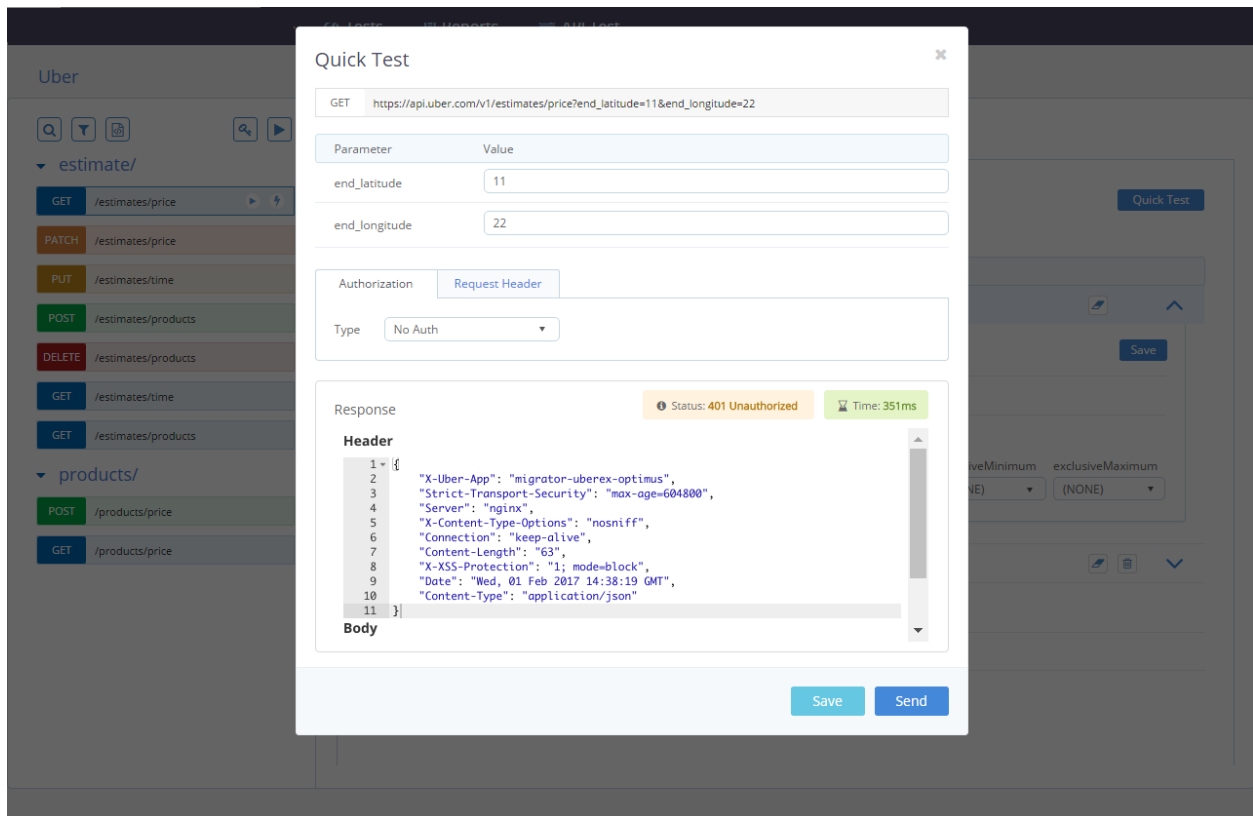 Tests Reports API Test
Uber
estimate/
GET /estimates/price
PATCH /estimates/price
PUT /estimates/time
POST /estimates/products
DELETE /estimates/products
GET /estimates/time
GET /estimates/products
products/
POST /products/price
GET /products/price
Quick Test
GET https://api.uber.com/v1/estimates/price?end_latitude=11&end_longitude=22
Parameter Value
end_latitude 11
end_longitude 22
Authorization Request Header
Type No Auth
Response Status: 401 Unauthorized Time: 351ms
Header
1 {
2 "X-Uber-App": "migrator-uberex-optimus",
3 "Strict-Transport-Security": "max-age=604800",
4 "Server": "nginx",
5 "X-Content-Type-Options": "nosniff",
6 "Connection": "keep-alive",
7 "Content-Length": "63",
8 "X-XSS-Protection": "1; mode=block",
9 "Date": "Wed, 01 Feb 2017 14:38:19 GMT",
10 "Content-Type": "application/json"
11 }
Body
Save Send
Quick Test
Save
iveMinimum exclusiveMaximum
NE) (NONE)